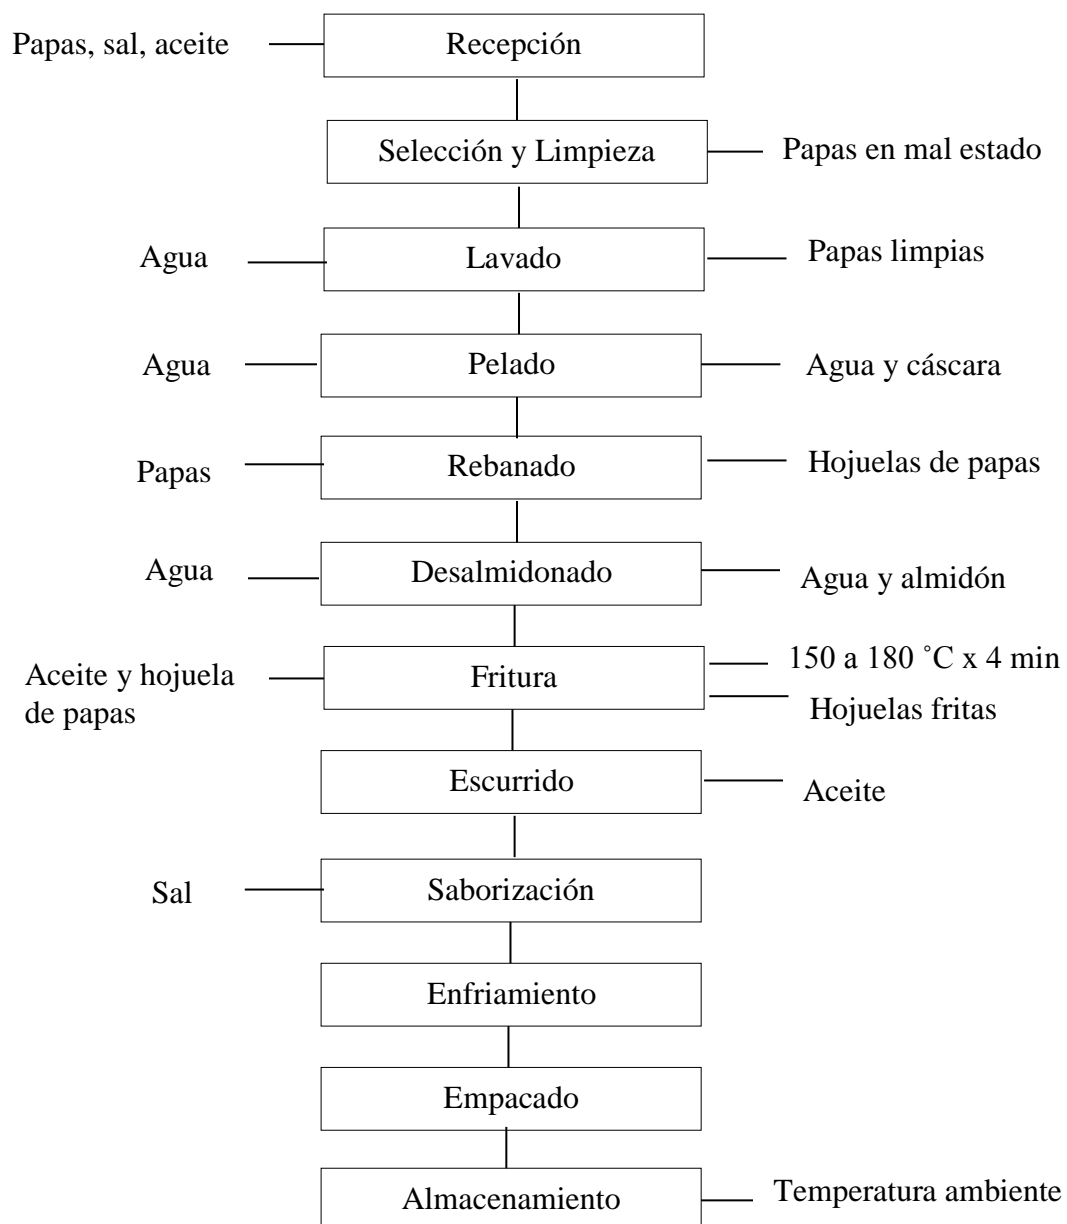 Papas, sal, aceite
Recepción
Selección y Limpieza
Papas en mal estado
Agua
Lavado
Papas limpias
Agua
Pelado
Agua y cáscara
Papas
Rebanado
Hojuelas de papas
Agua
Desalmidonado
Agua y almidón
Aceite y hojuela
de papas
Fritura
150 a 180 ˚C x 4 min
Hojuelas fritas
Escurrido
Aceite
Sal
Saborización
Enfriamiento
Empacado
Almacenamiento
Temperatura ambiente